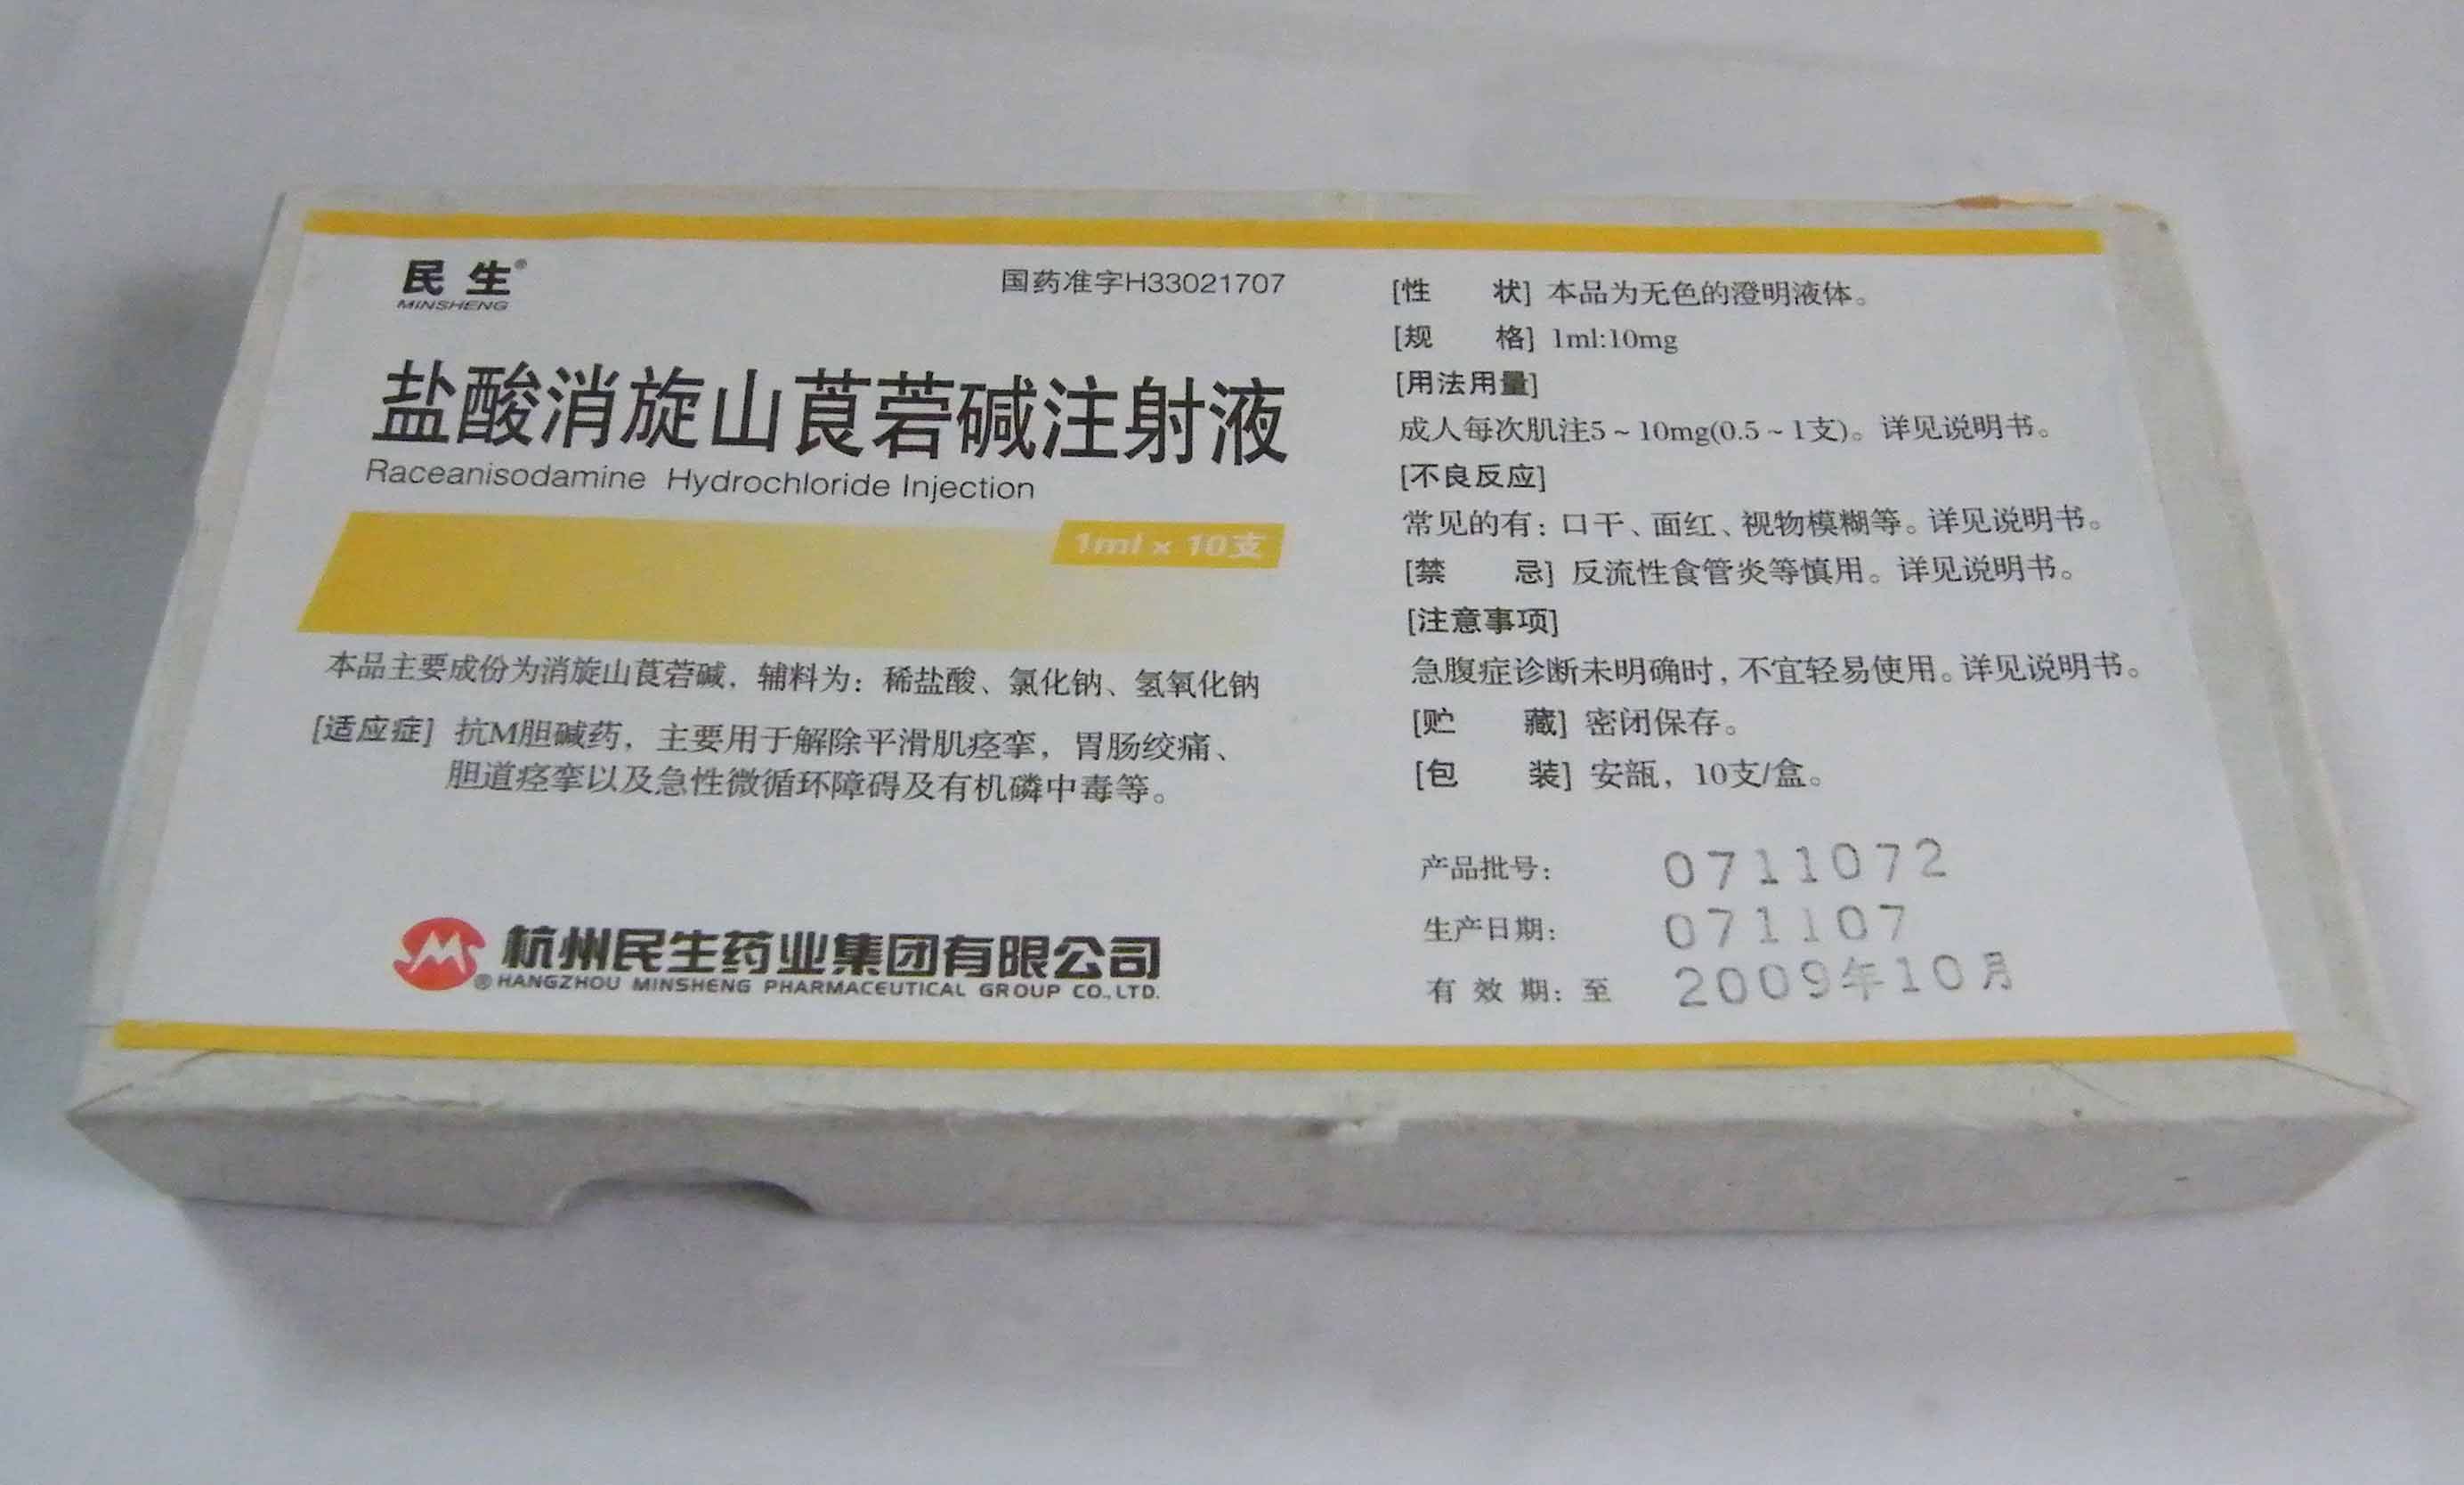 民生®
MINSHENG
国药准字H33021707
盐酸消旋山莨菪碱注射液
Raceanisodamine Hydrochloride Injection
1ml × 10支
本品主要成份为消旋山莨菪碱，辅料为：稀盐酸、氯化钠、氢氧化钠
[适应症] 抗M胆碱药，主要用于解除平滑肌痉挛，胃肠绞痛、
胆道痉挛以及急性微循环障碍及有机磷中毒等。
杭州民生药业集团有限公司
®HANGZHOU MINSHENG PHARMACEUTICAL GROUP CO.,LTD.
[性 状] 本品为无色的澄明液体。
[规 格] 1ml:10mg
[用法用量]
成人每次肌注5~10mg(0.5~1支)。详见说明书。
[不良反应]
常见的有：口干、面红、视物模糊等。详见说明书。
[禁 忌] 反流性食管炎等慎用。详见说明书。
[注意事项]
急腹症诊断未明确时，不宜轻易使用。详见说明书。
[贮 藏] 密闭保存。
[包 装] 安瓿，10支/盒。
产品批号： 0711072
生产日期： 071107
有 效 期：至 2009年10月